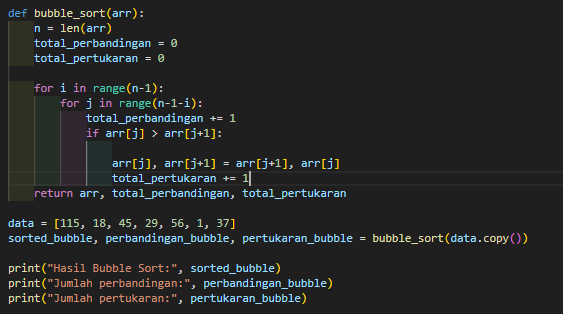 def bubble_sort(arr):
    n = len(arr)
    total_perbandingan = 0
    total_pertukaran = 0

    for i in range(n-1):
        for j in range(n-1-i):
            total_perbandingan += 1
            if arr[j] > arr[j+1]:

                arr[j], arr[j+1] = arr[j+1], arr[j]
                total_pertukaran += 1
    return arr, total_perbandingan, total_pertukaran

data = [115, 18, 45, 29, 56, 1, 37]
sorted_bubble, perbandingan_bubble, pertukaran_bubble = bubble_sort(data.copy())

print("Hasil Bubble Sort:", sorted_bubble)
print("Jumlah perbandingan:", perbandingan_bubble)
print("Jumlah pertukaran:", pertukaran_bubble)